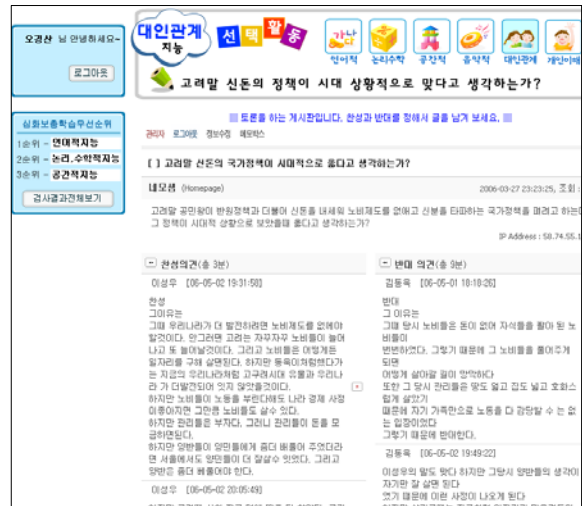 오경산 님 안녕하세요~
로그아웃
심화보충학습우선순위
1순위 - 언어적지능
2순위 - 논리.수학적지능
3순위 - 공간적지능
검사결과전체보기
대인관계
지능
선택활동
가나다
언어적 논리수학 공간적 음악적 대인관계 개인이해
고려말 신돈의 정책이 시대 상황적으로 맞다고 생각하는가?
토론을 하는 게시판입니다. 찬성과 반대를 정해서 글을 남겨 보세요.
관리자 로그아웃 정보수정 메모박스
[ ] 고려말 신돈의 국가정책이 시대적으로 옳다고 생각하는가?
네모샘 (Homepage)
2006-03-27 23:23:25, 조회 :
고려말 공민왕이 반원정책과 더불어 신돈을 내세워 노비제도를 없애고 신분을 타파하는 국가정책을 펴려고 하는데
그 정책이 시대적 상황으로 보았을때 옳다고 생각하는가?
IP Address : 58.74.55.1
찬성의견(총 3분)
이성우 [06-05-02 19:31:58]
찬성
그이유는
그때 우리나라가 더 발전하려면 노비제도를 없애야
할것이다. 안그러면 고려는 자꾸자꾸 노비들이 늘어
나고 또 늘어날것이다. 그리고 노비들은 어떻게든
일자리를 구해 살면된다. 하지만 동욱이처럼했다가
는 지금의 우리나라처럼 고구려시대 유물과 우리나
라 가 더발전되어 잇지 않았을것이다.
하지만 노비들이 노동을 부린다해도 나라 경제 사정
이좋아지면 그만큼 노비들도 살수 있다.
하지만 관리들은 부자다. 그러니 관리들이 돈을 모
금하면된다.
하지만 양반들이 양민들에게 좀더 베풀어 주었더라
면 서울에서도 양민들이 더 잘살수 잇었다. 그리고
양반은 좀더 베풀어야 한다.
이성우 [06-05-02 20:05:49]
반대 의견(총 9분)
김동욱 [06-05-01 18:18:26]
반대
그 이유는
그때 당시 노비들은 돈이 없어 자식들을 팔아 된 노
비들이
번번하였다. 그렇기 때문에 그 노비들을 풀어주게
되면
어떻게 살아갈 길이 망막하다
또한 그 당시 관리들은 땅도 넓고 집도 넓고 호화스
럽게 살았기
때문에 자기 가족만으로 노동을 다 감당할 수 는 없
는 입장이었다
그렇기 때문에 반대한다.
김동욱 [06-05-02 19:49:22]
이성우의 말도 맞다 하지만 그당시 양반들의 생각이
자기만 잘 살면 된다
였기 때문에 이런 사정이 나오게 된다